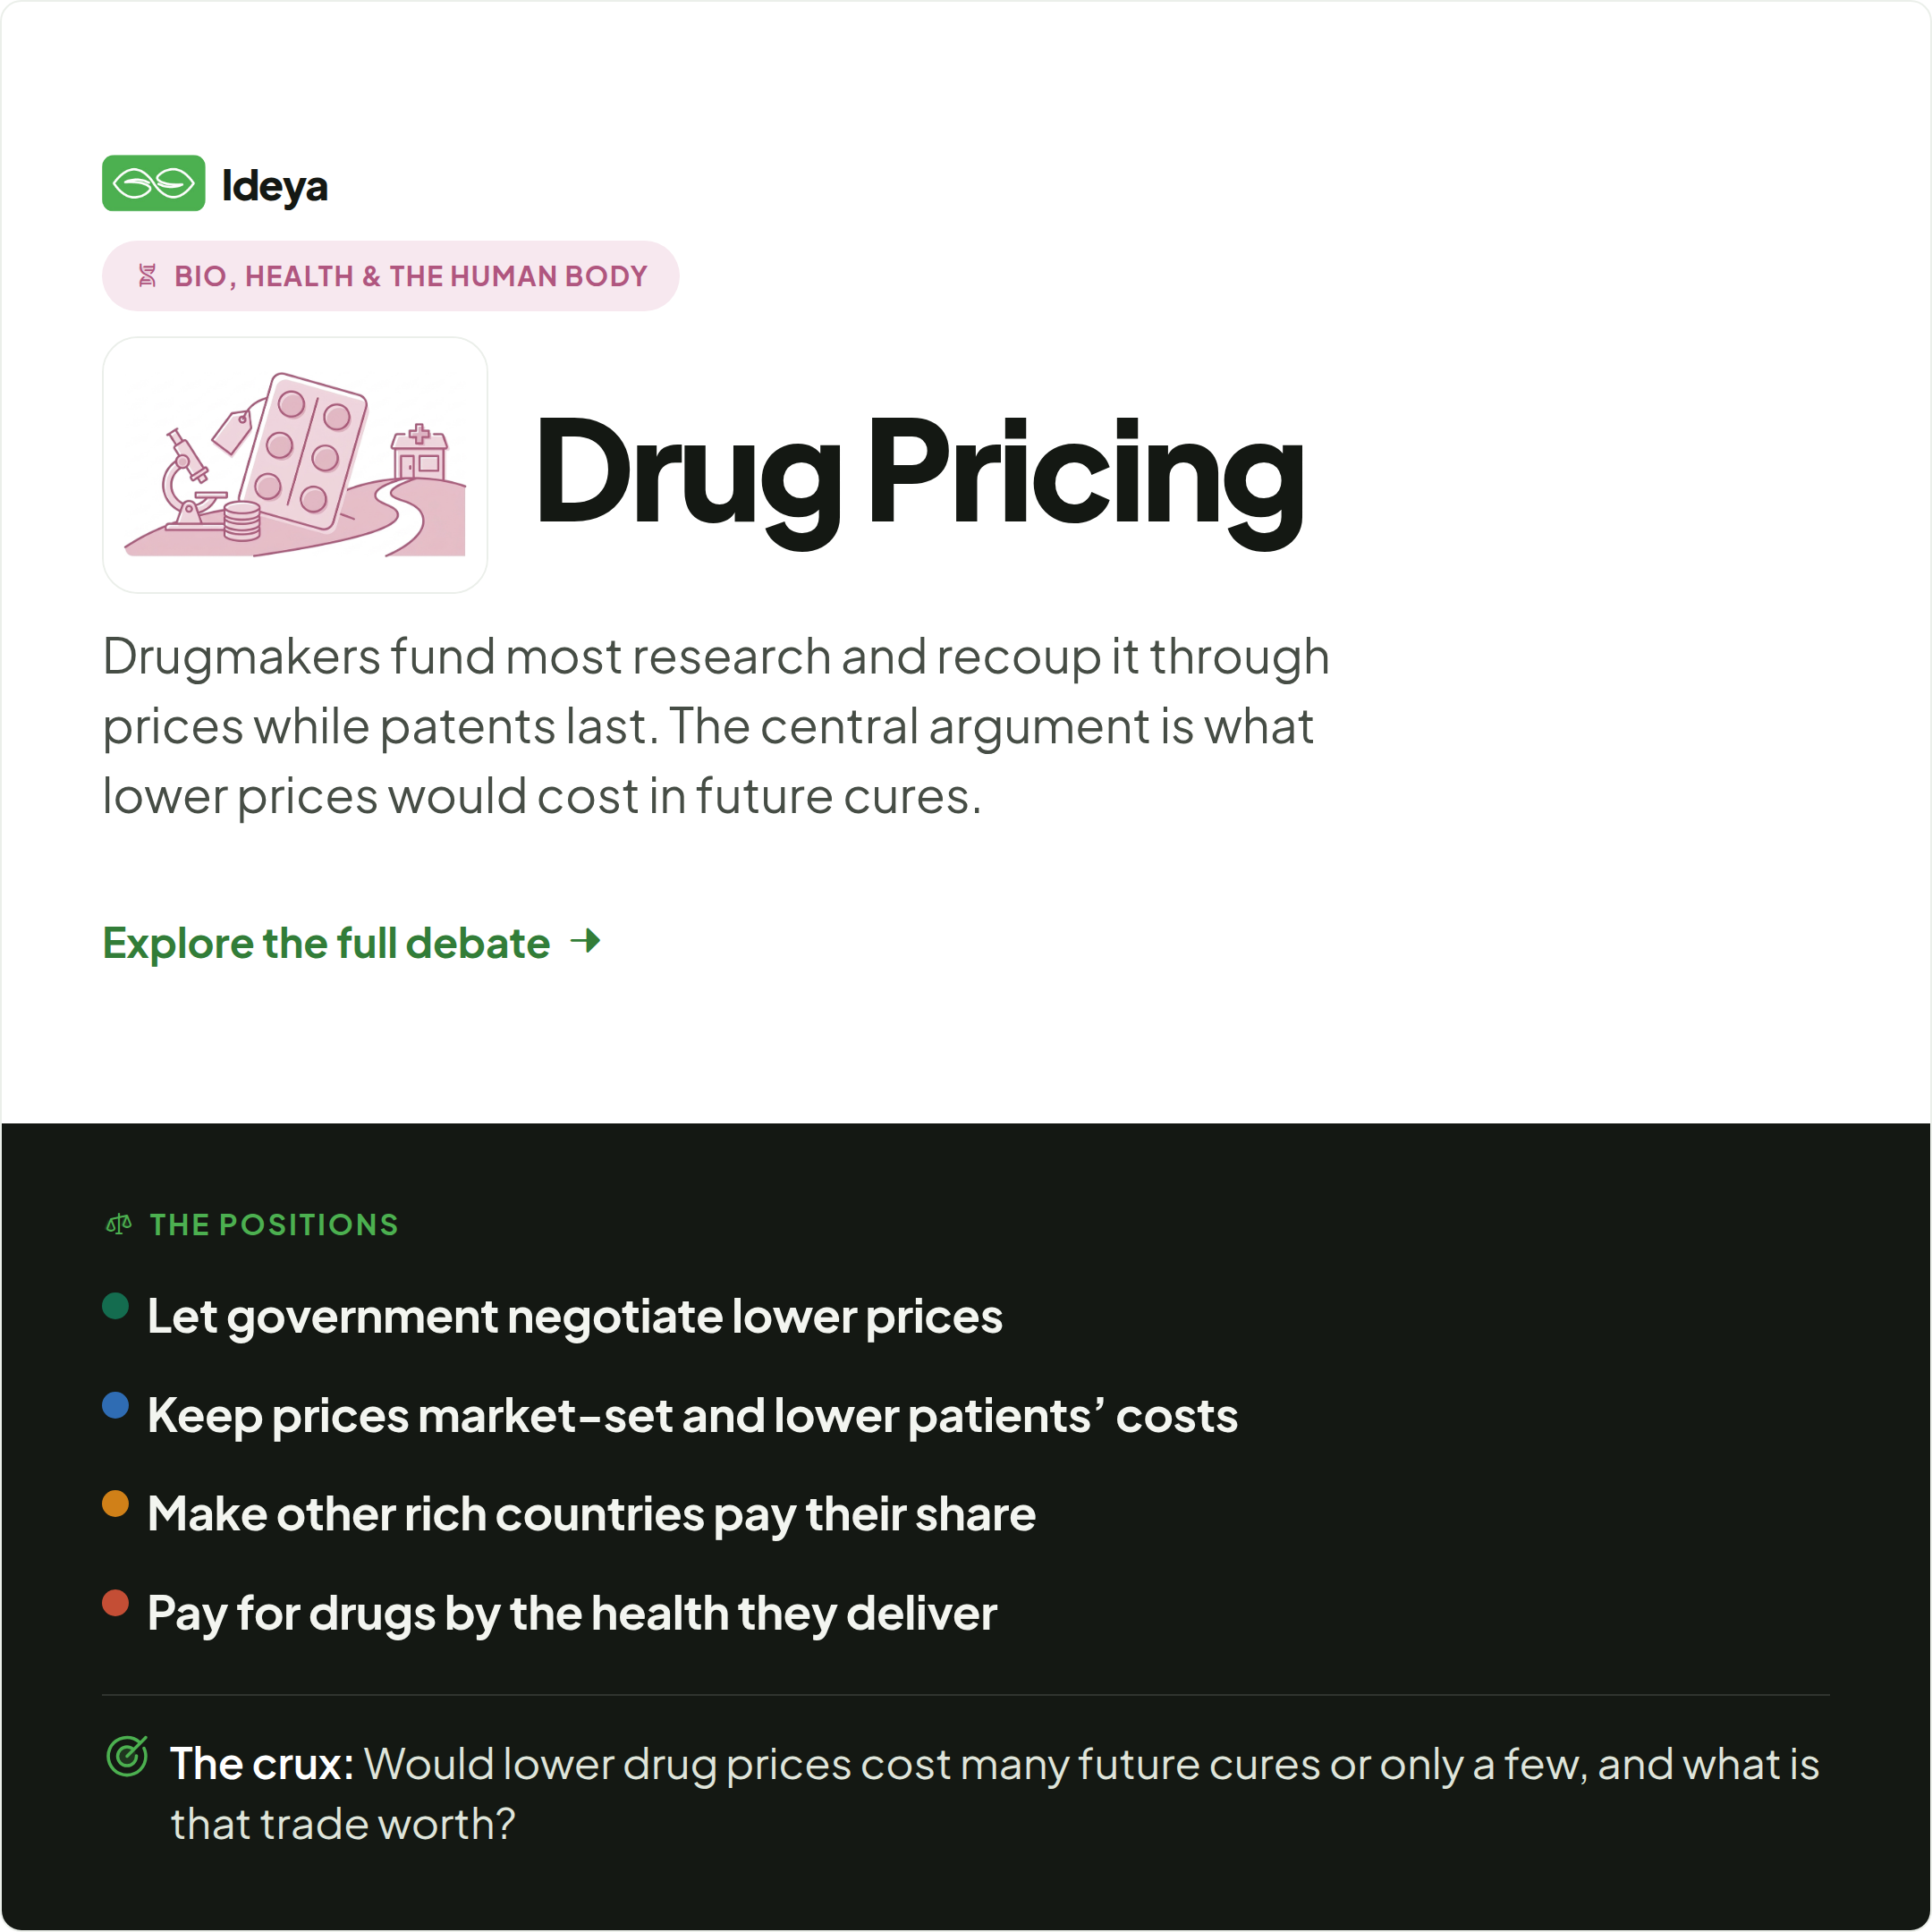 Ideya
BIO, HEALTH & THE HUMAN BODY
Drug Pricing
Drugmakers fund most research and recoup it through
prices while patents last. The central argument is what
lower prices would cost in future cures.
Explore the full debate
THE POSITIONS
Let government negotiate lower prices
Keep prices market-set and lower patients’ costs
Make other rich countries pay their share
Pay for drugs by the health they deliver
The crux: Would lower drug prices cost many future cures or only a few, and what is
that trade worth?